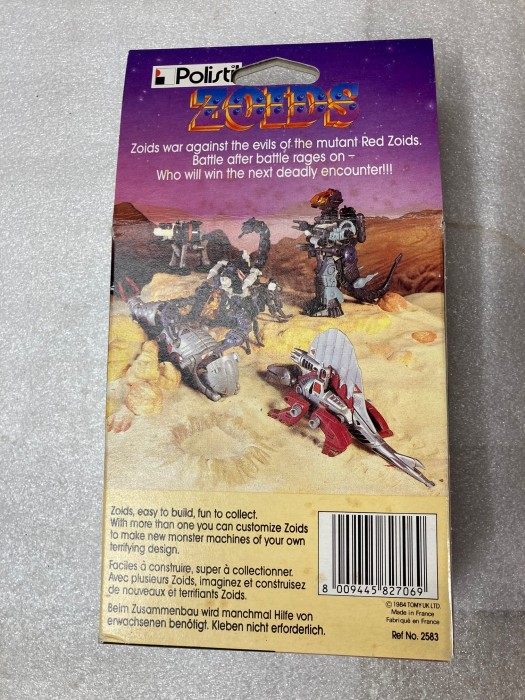 Polistil
ZOIDS
Zoids war against the evils of the mutant Red Zoids.
Battle after battle rages on –
Who will win the next deadly encounter!!!
Zoids, easy to build, fun to collect.
With more than one you can customize Zoids
to make new monster machines of your own
terrifying design.
Faciles à construire, super à collectionner.
Avec plusieurs Zoids, imaginez et construisez
de nouveaux et terrifiants Zoids.
Beim Zusammenbau wird manchmal Hilfe von
erwachsenen benötigt. Kleben nicht erforderlich.
8 009445 827069
© 1984 TOMY UK LTD.
Made in France
Fabriqué en France
Ref No. 2583